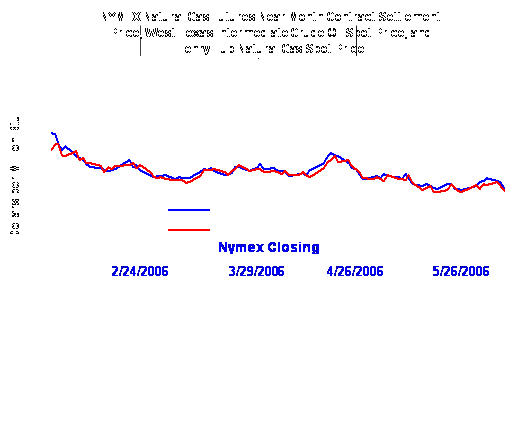 NYMEX Natural Gas Futures Near Month Contract Settlement
Price, West Texas Intermediate Crude Oil Spot Price, and
Henry Hub Natural Gas Spot Price
Nymex Closing
2/24/2006 3/29/2006 4/26/2006 5/26/2006